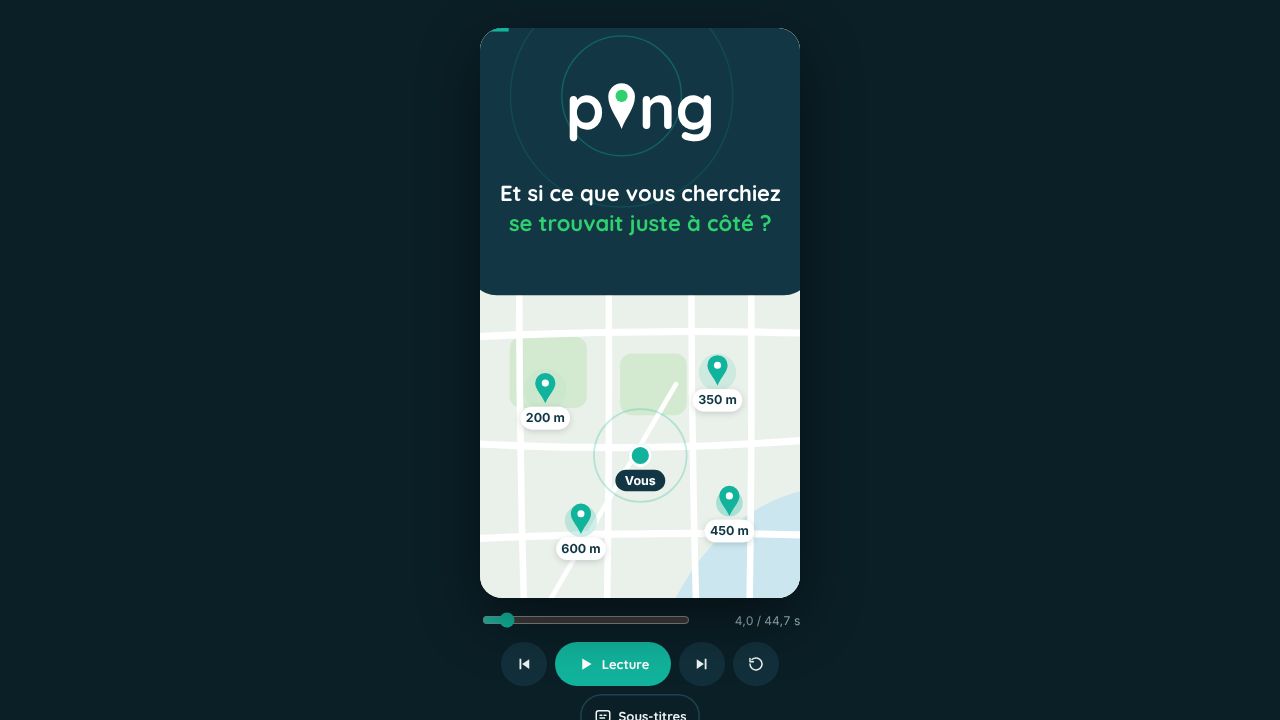 ping
Et si ce que vous cherchiez
se trouvait juste à côté ?
350 m
200 m
Vous
450 m
600 m
4,0 / 44,7 s
Lecture
Sous-titres